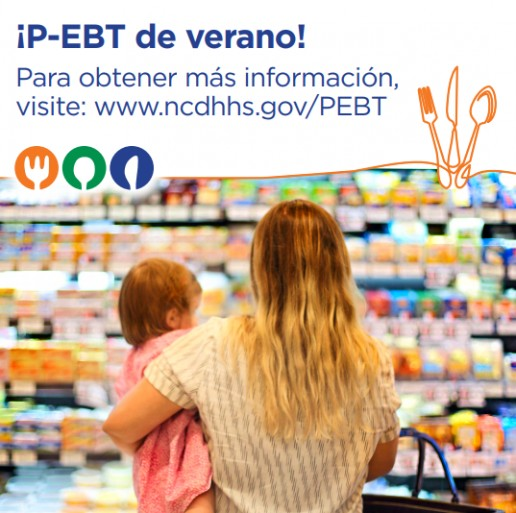 ¡P-EBT de verano!
Para obtener más información,
visite: www.ncdhhs.gov/PEBT